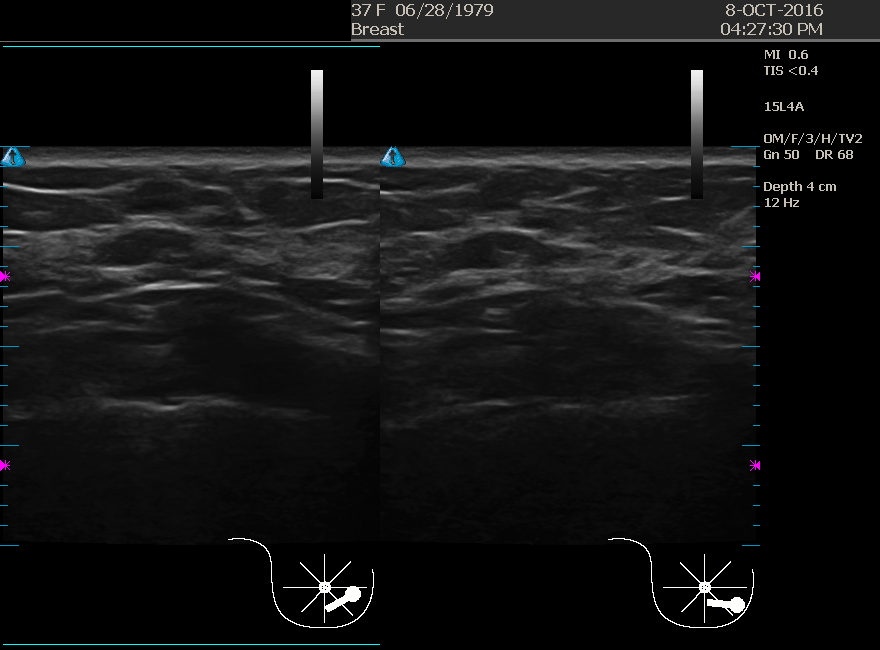 37 F 06/28/1979 8-OCT-2016
Breast 04:27:30 PM
MI 0.6
TIS <0.4
15L4A
OM/F/3/H/TV2
Gn 50 DR 68
Depth 4 cm
12 Hz